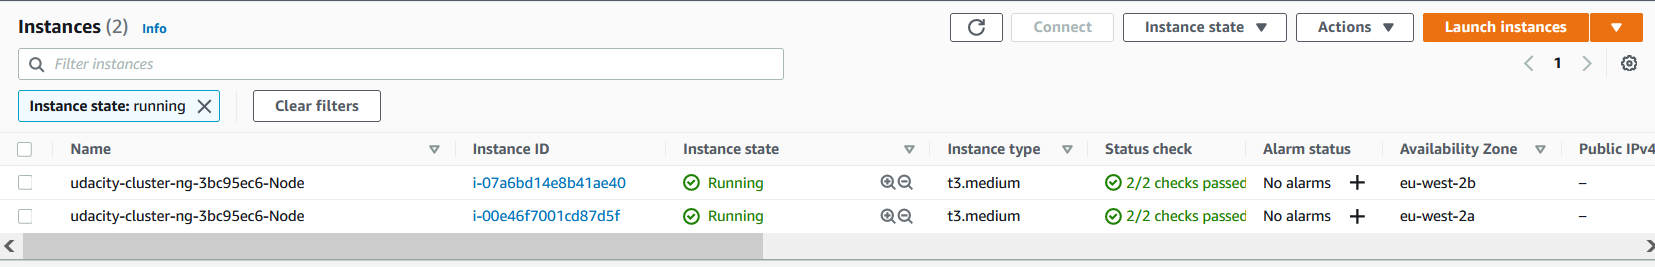 Instances (2) Info Connect Instance state Actions Launch instances
Filter instances 1
Instance state: running Clear filters
Name Instance ID Instance state Instance type Status check Alarm status Availability Zone Public IPv4
udacity-cluster-ng-3bc95ec6-Node i-07a6bd14e8b41ae40 Running t3.medium 2/2 checks passed No alarms + eu-west-2b –
udacity-cluster-ng-3bc95ec6-Node i-00e46f7001cd87d5f Running t3.medium 2/2 checks passed No alarms + eu-west-2a –